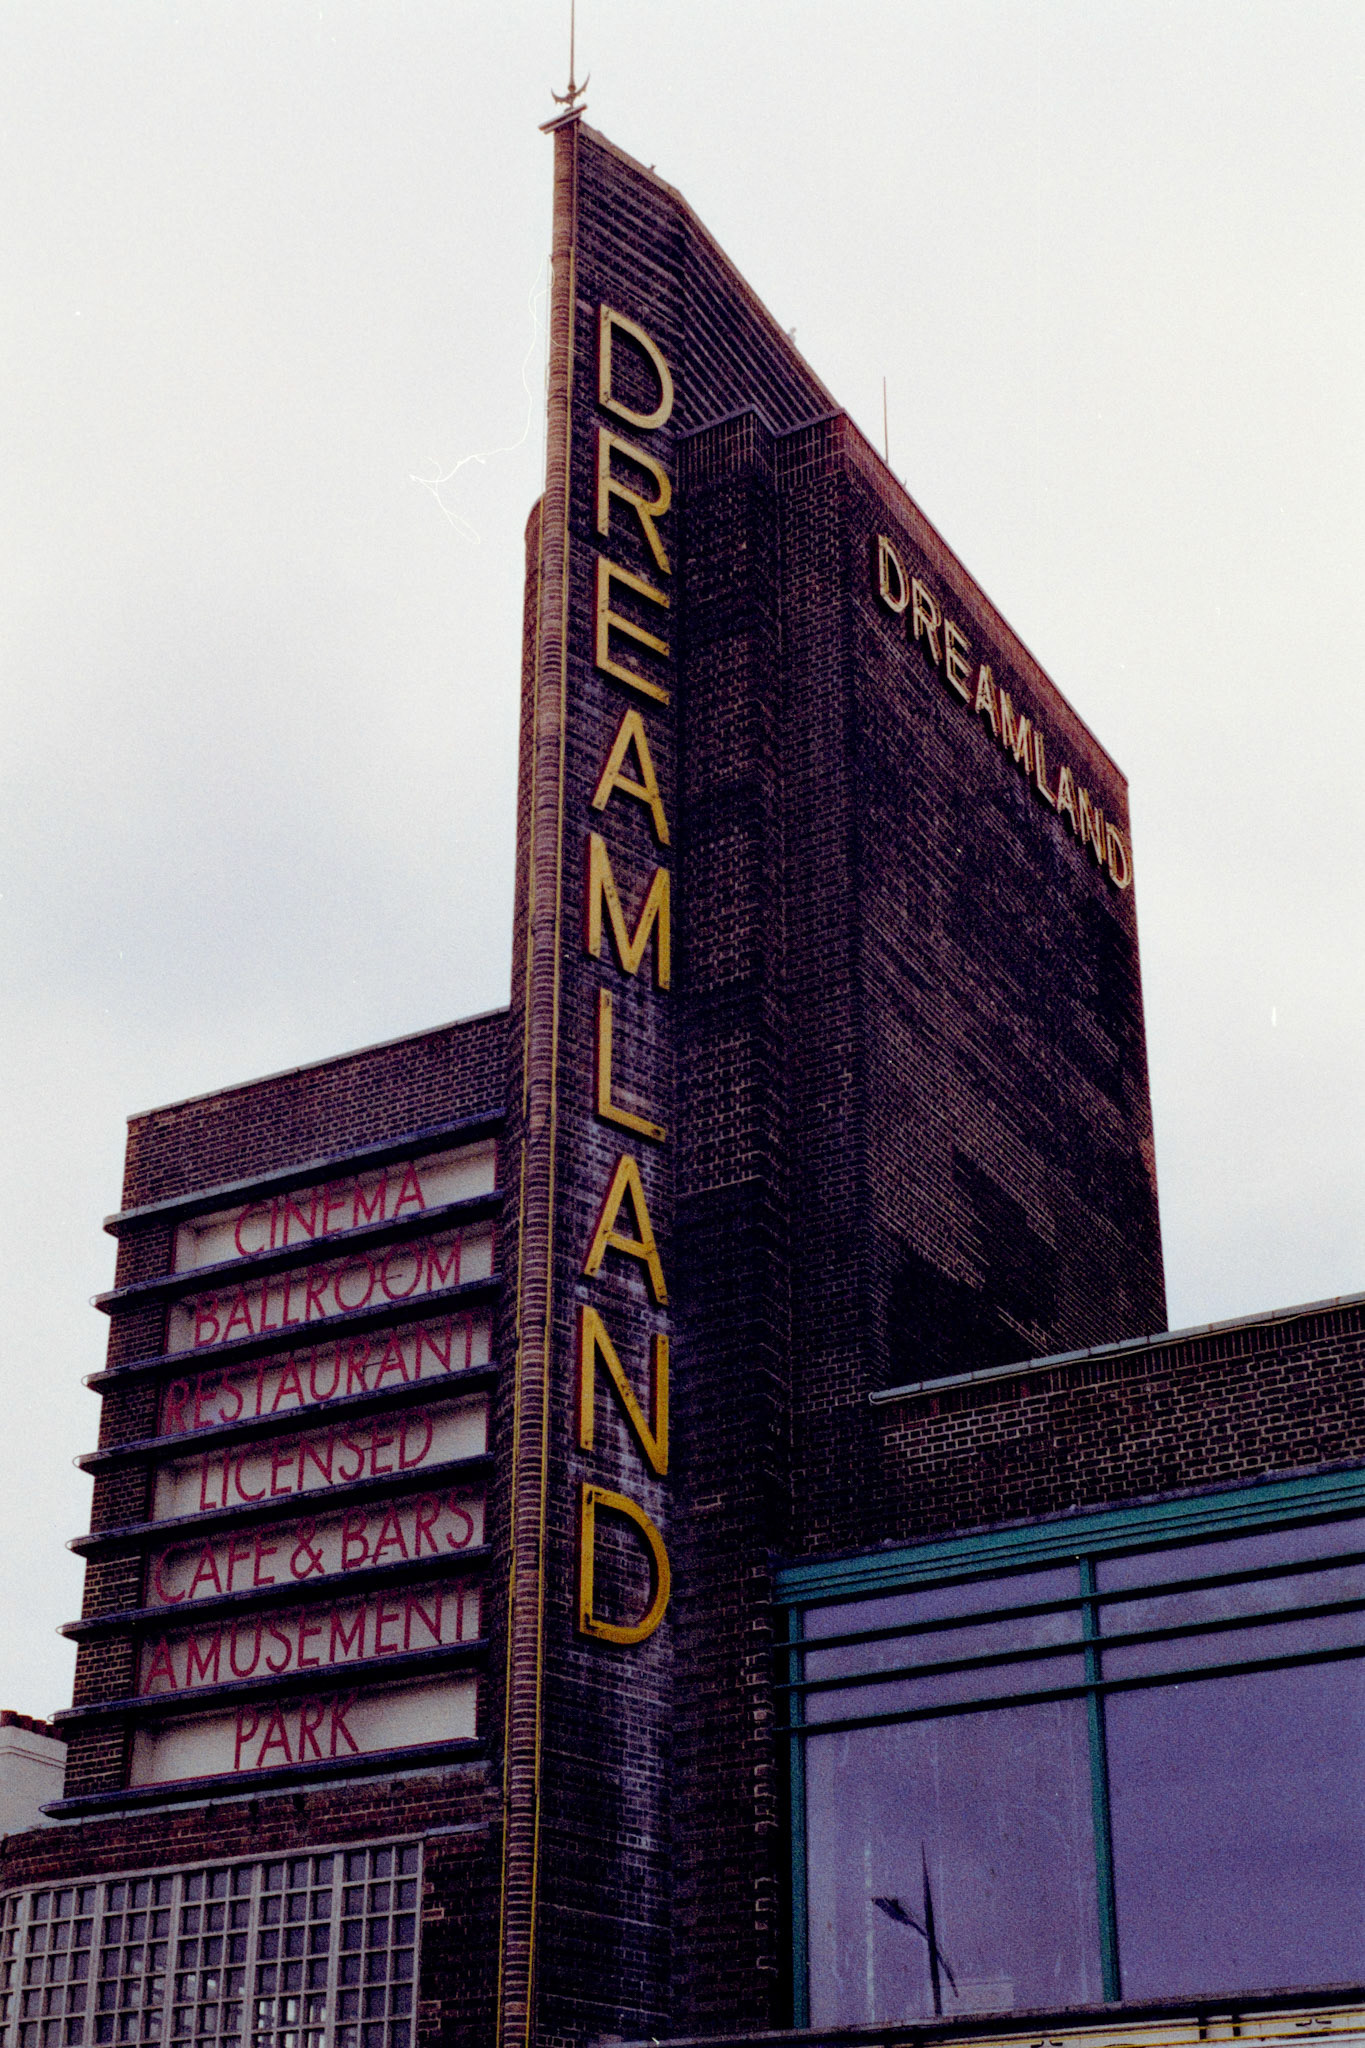 DREAMLAND
DREAMLAND
CINEMA
BALLROOM
RESTAURANT
LICENSED
CAFE & BARS
AMUSEMENT
PARK